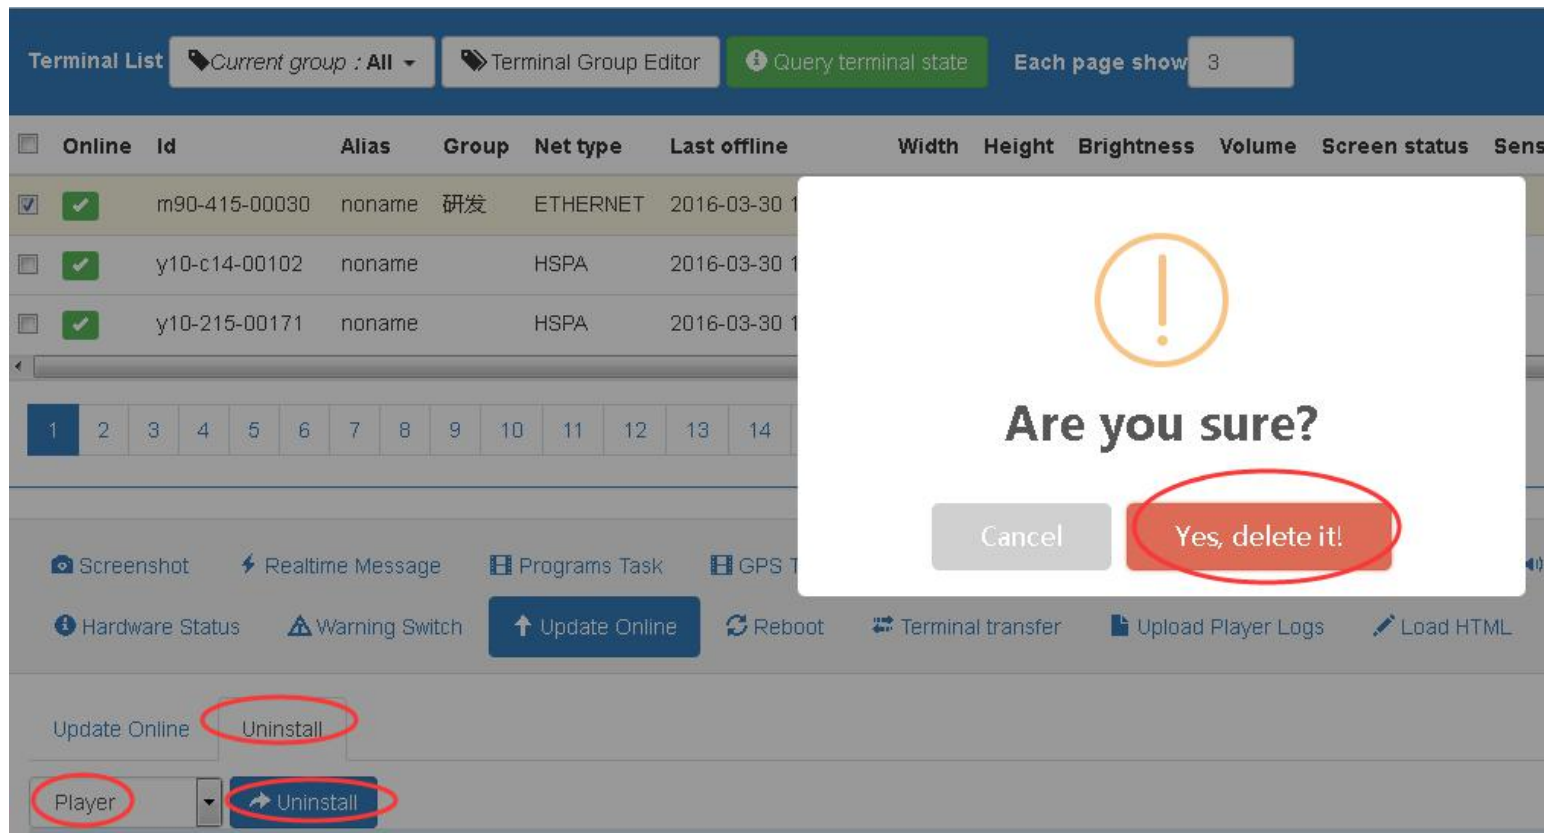 Terminal List Current group : All Terminal Group Editor Query terminal state Each page show 3
Online Id Alias Group Net type Last offline Width Height Brightness Volume Screen status Sens
m90-415-00030 noname 研发 ETHERNET 2016-03-30 1
y10-c14-00102 noname HSPA 2016-03-30 1
y10-215-00171 noname HSPA 2016-03-30 1
1 2 3 4 5 6 7 8 9 10 11 12 13 14
Are you sure?
Cancel Yes, delete it!
Screenshot Realtime Message Programs Task GPS T
Hardware Status Warning Switch Update Online Reboot Terminal transfer Upload Player Logs Load HTML
Update Online Uninstall
Player Uninstall